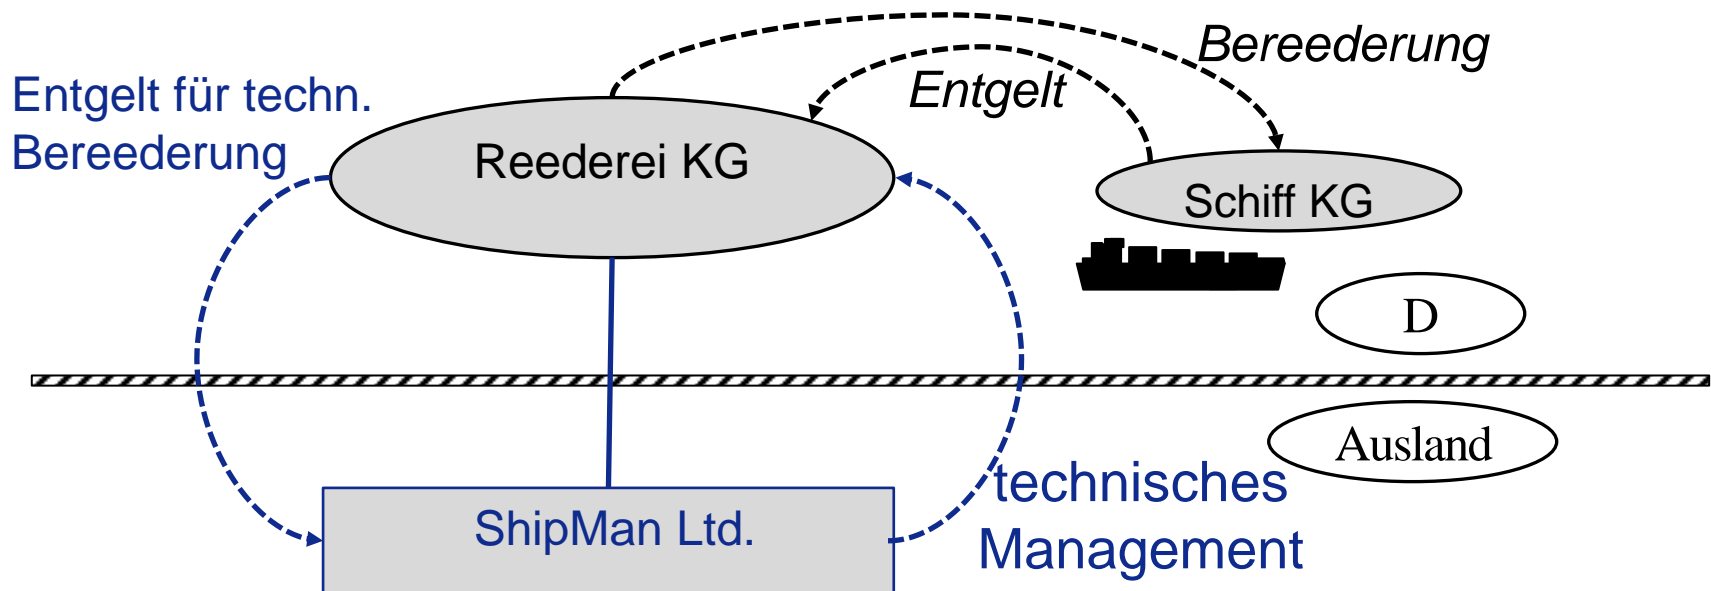 Bereederung
Entgelt
Entgelt für techn.
Bereederung
Reederei KG
Schiff KG
D
Ausland
technisches
Management
ShipMan Ltd.